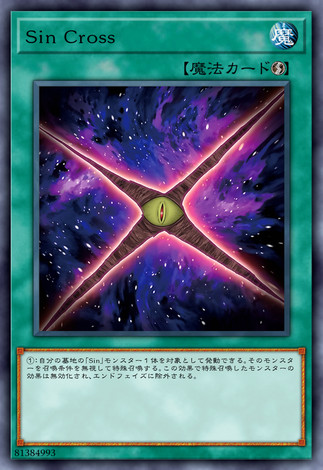 Sin Cross
魔
【魔法カード】
①:自分の墓地の「Sin」モンスター1体を対象として発動できる。そのモンスタ
ーを召喚条件を無視して特殊召喚する。この効果で特殊召喚したモンスターの
効果は無効化され、エンドフェイズに除外される。
81384993